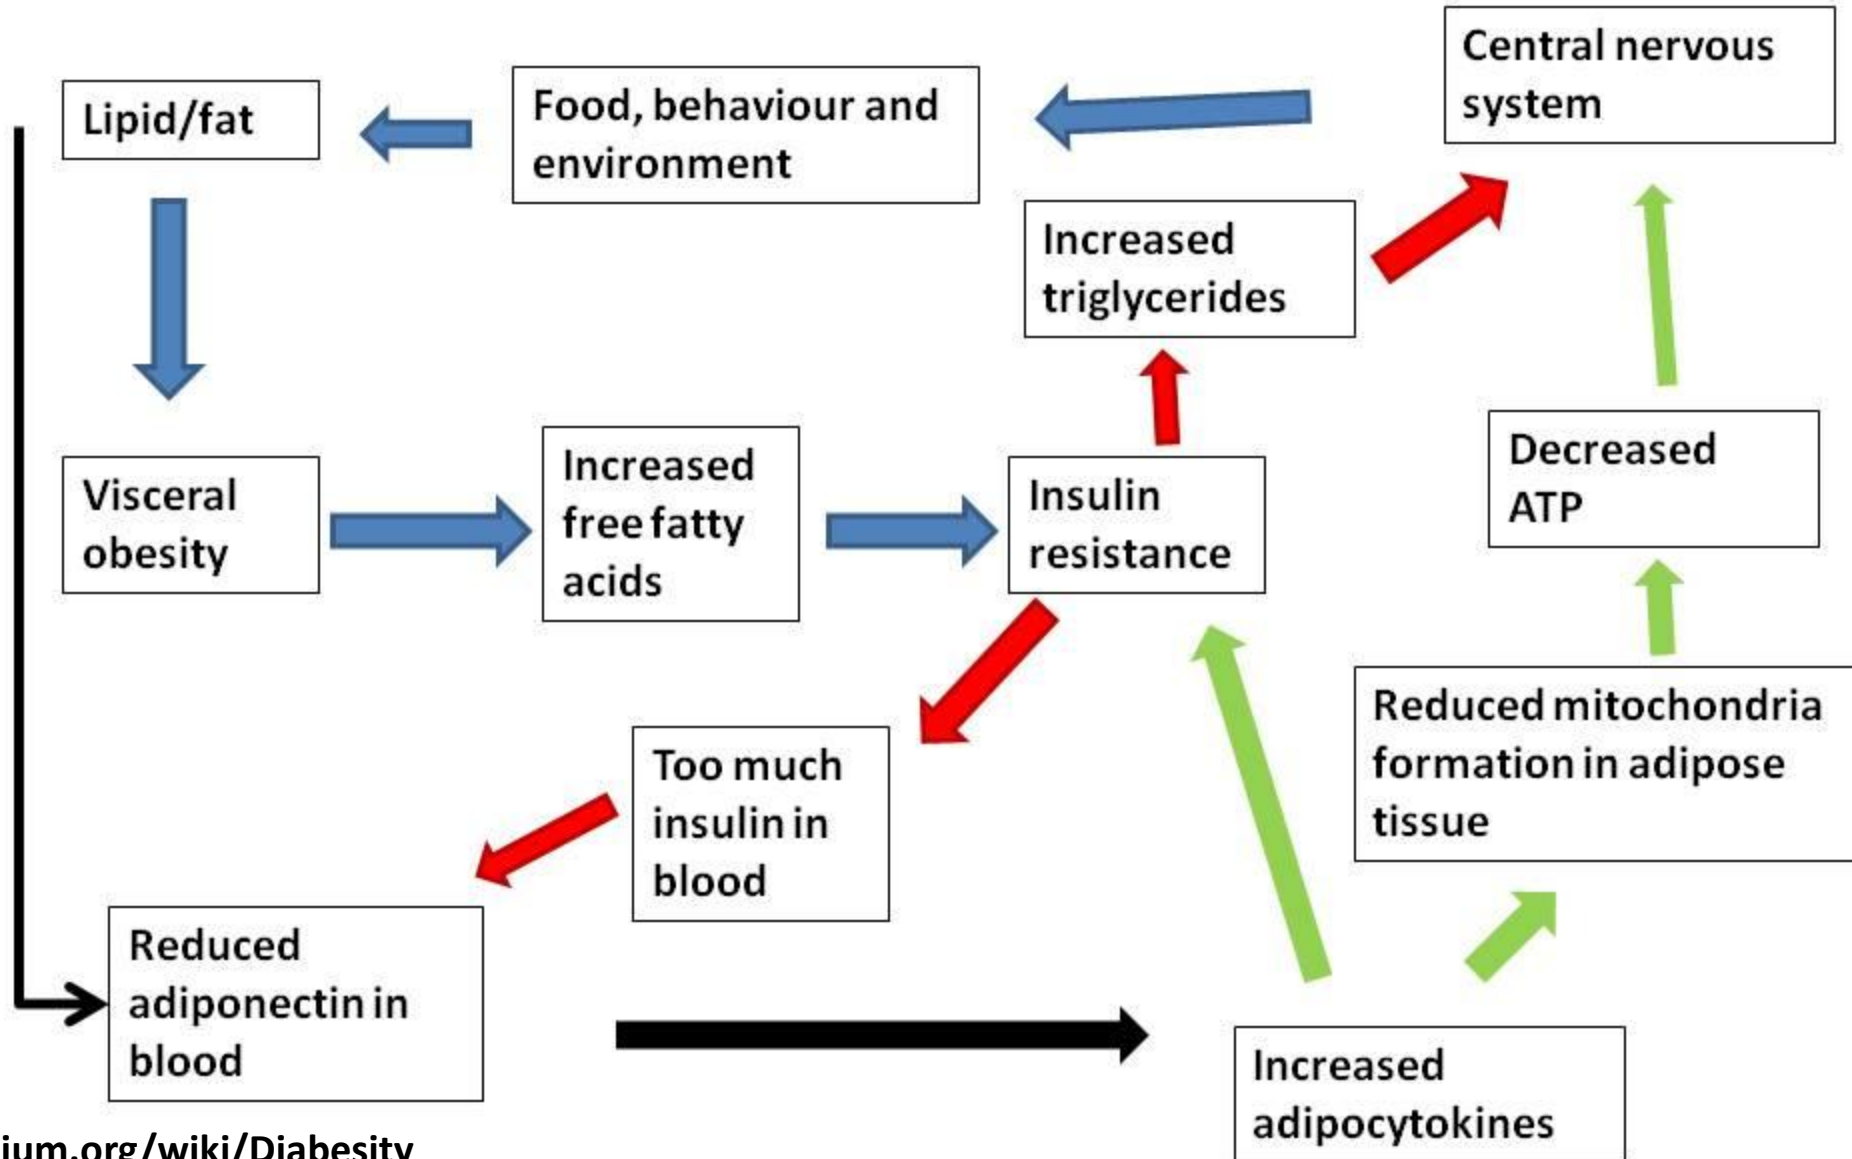 Central nervous
system
Lipid/fat
Food, behaviour and
environment
Increased
triglycerides
Visceral
obesity
Increased
free fatty
acids
Insulin
resistance
Decreased
ATP
Too much
insulin in
blood
Reduced mitochondria
formation in adipose
tissue
Reduced
adiponectin in
blood
Increased
adipocytokines
ium.org/wiki/Diabesity